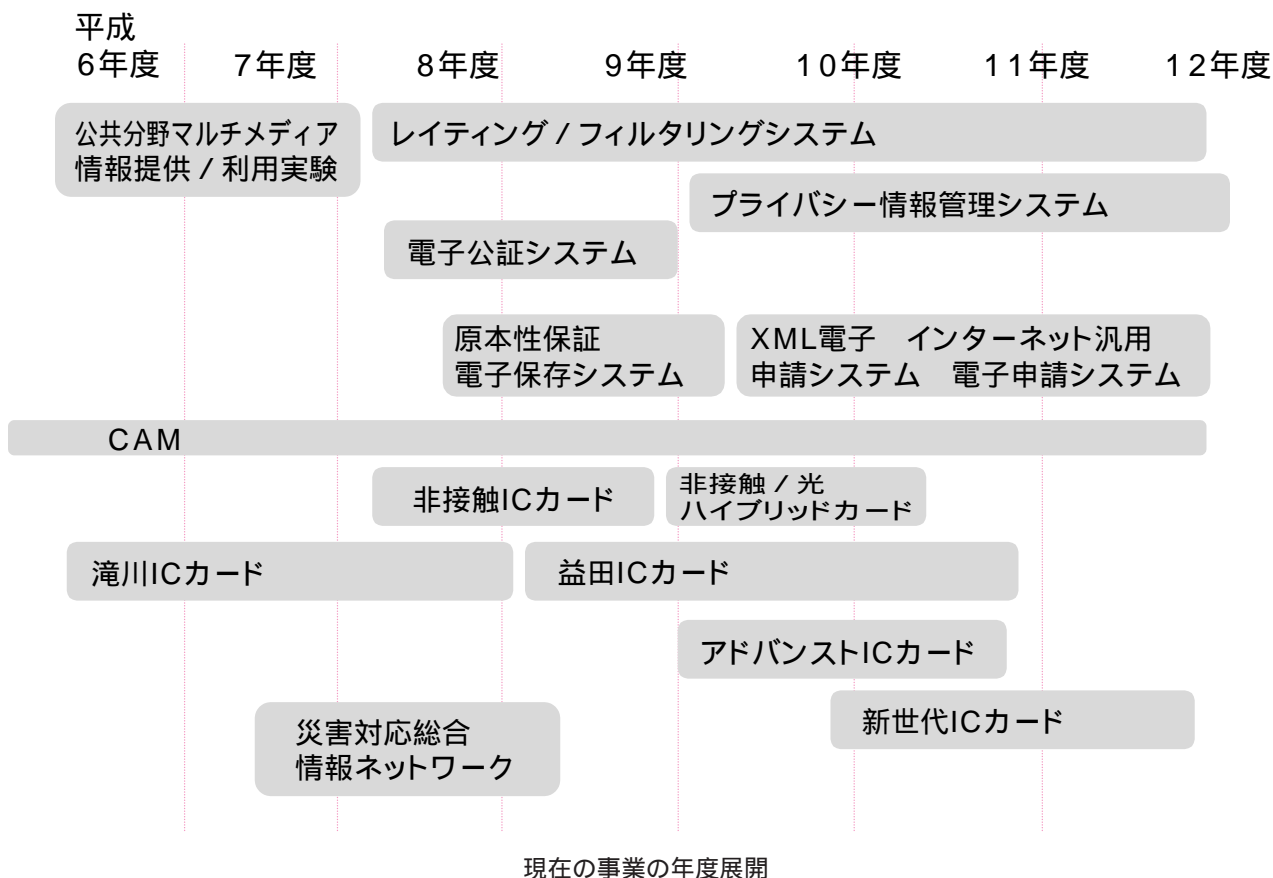 平成
6年度 7年度 8年度 9年度 10年度 11年度 12年度
公共分野マルチメディア
情報提供/利用実験
レイティング/フィルタリングシステム
プライバシー情報管理システム
電子公証システム
原本性保証
電子保存システム
XML電子 インターネット汎用
申請システム 電子申請システム
CAM
非接触ICカード
非接触/光
ハイブリッドカード
滝川ICカード
益田ICカード
アドバンストICカード
新世代ICカード
災害対応総合
情報ネットワーク
現在の事業の年度展開